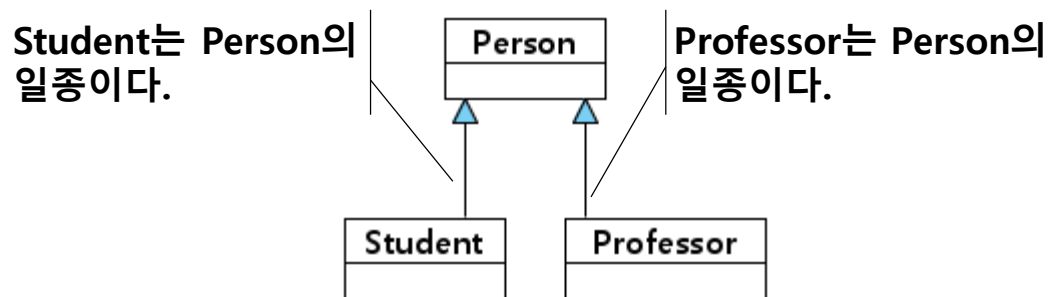 Student는 Person의
일종이다.
Person
Professor는 Person의
일종이다.
Student
Professor